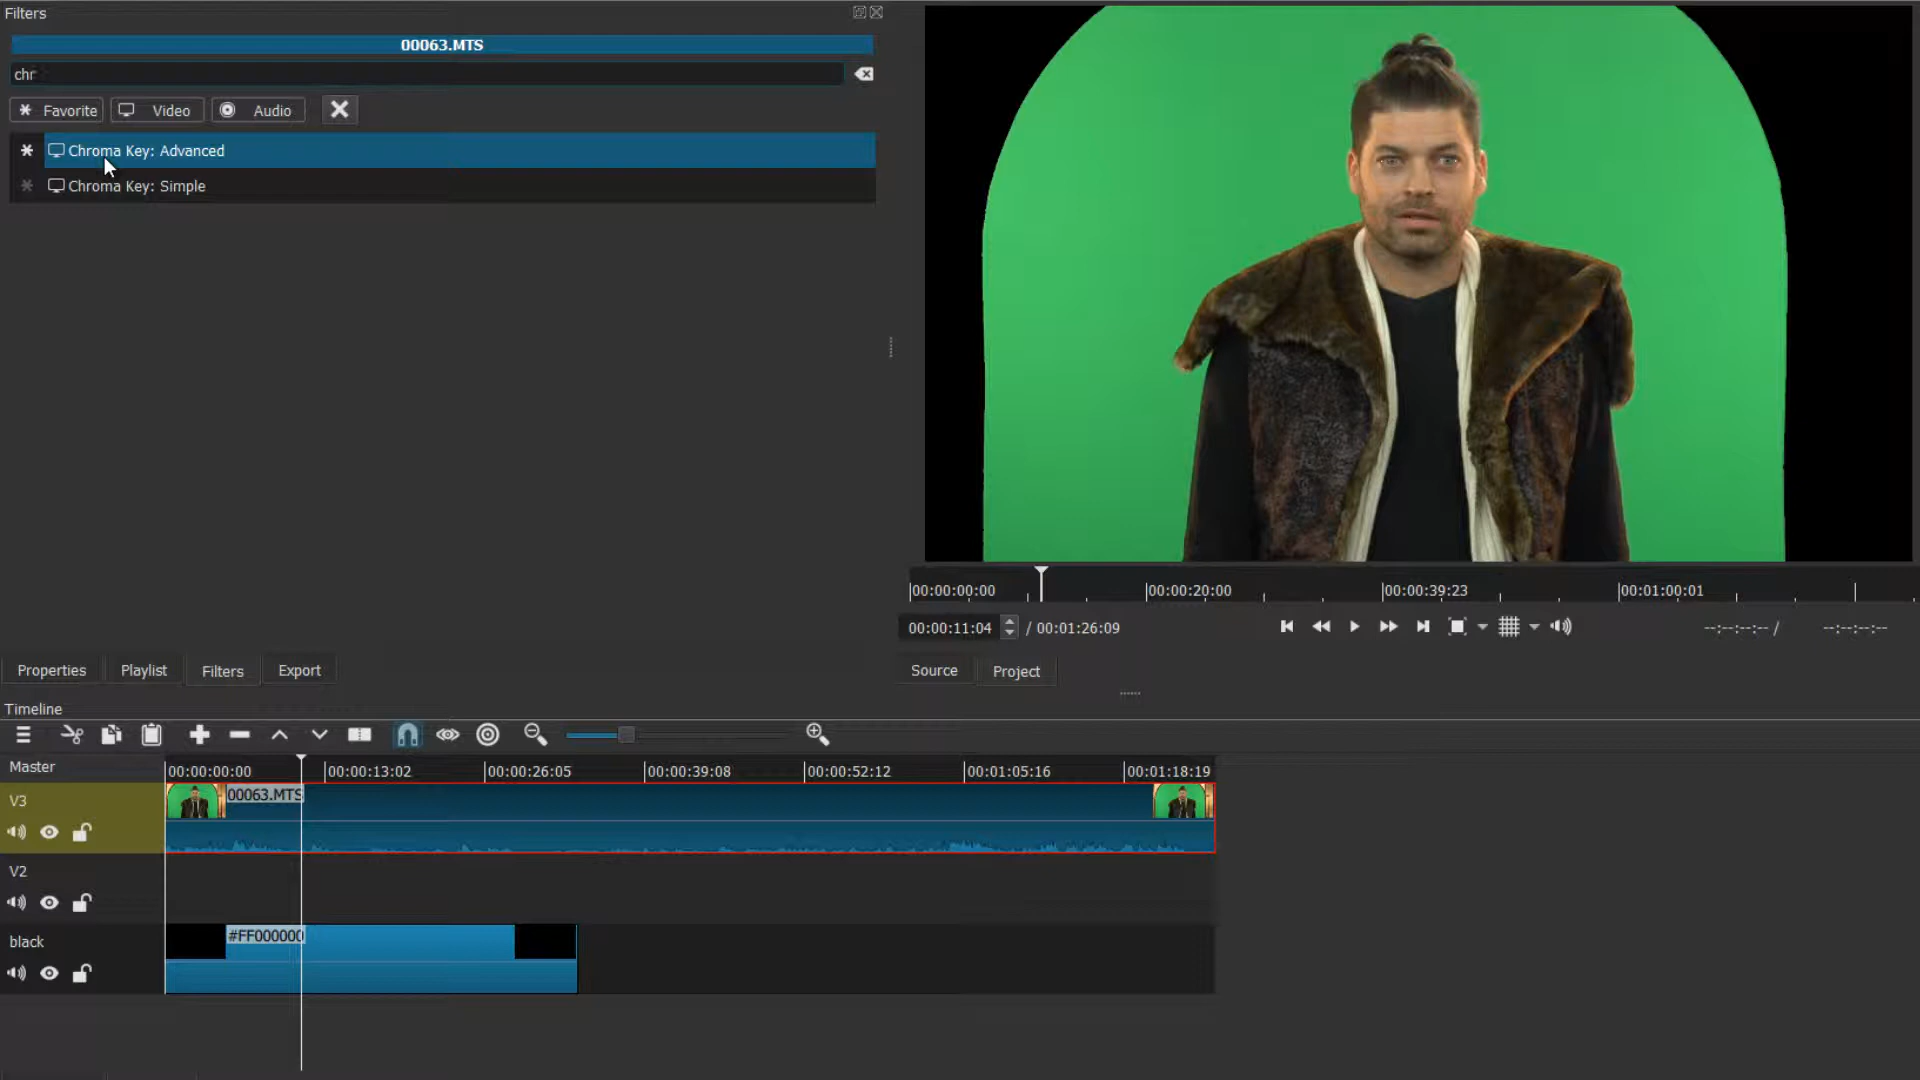 Filters
00063.MTS
chr
Favorite
Video
Audio
Chroma Key: Advanced
Chroma Key: Simple
00:00:00:00
00:00:20:00
00:00:39:23
00:01:00:01
00:00:11:04
/ 00:01:26:09
--:--:--:-- /
--:--:--:--
Properties
Playlist
Filters
Export
Source
Project
Timeline
Master
00:00:00:00
00:00:13:02
00:00:26:05
00:00:39:08
00:00:52:12
00:01:05:16
00:01:18:19
V3
00063.MTS
V2
black
#FF000000